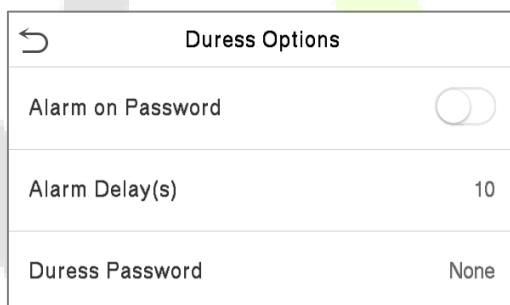 Duress Options
Alarm on Password
Alarm Delay(s) 10
Duress Password None